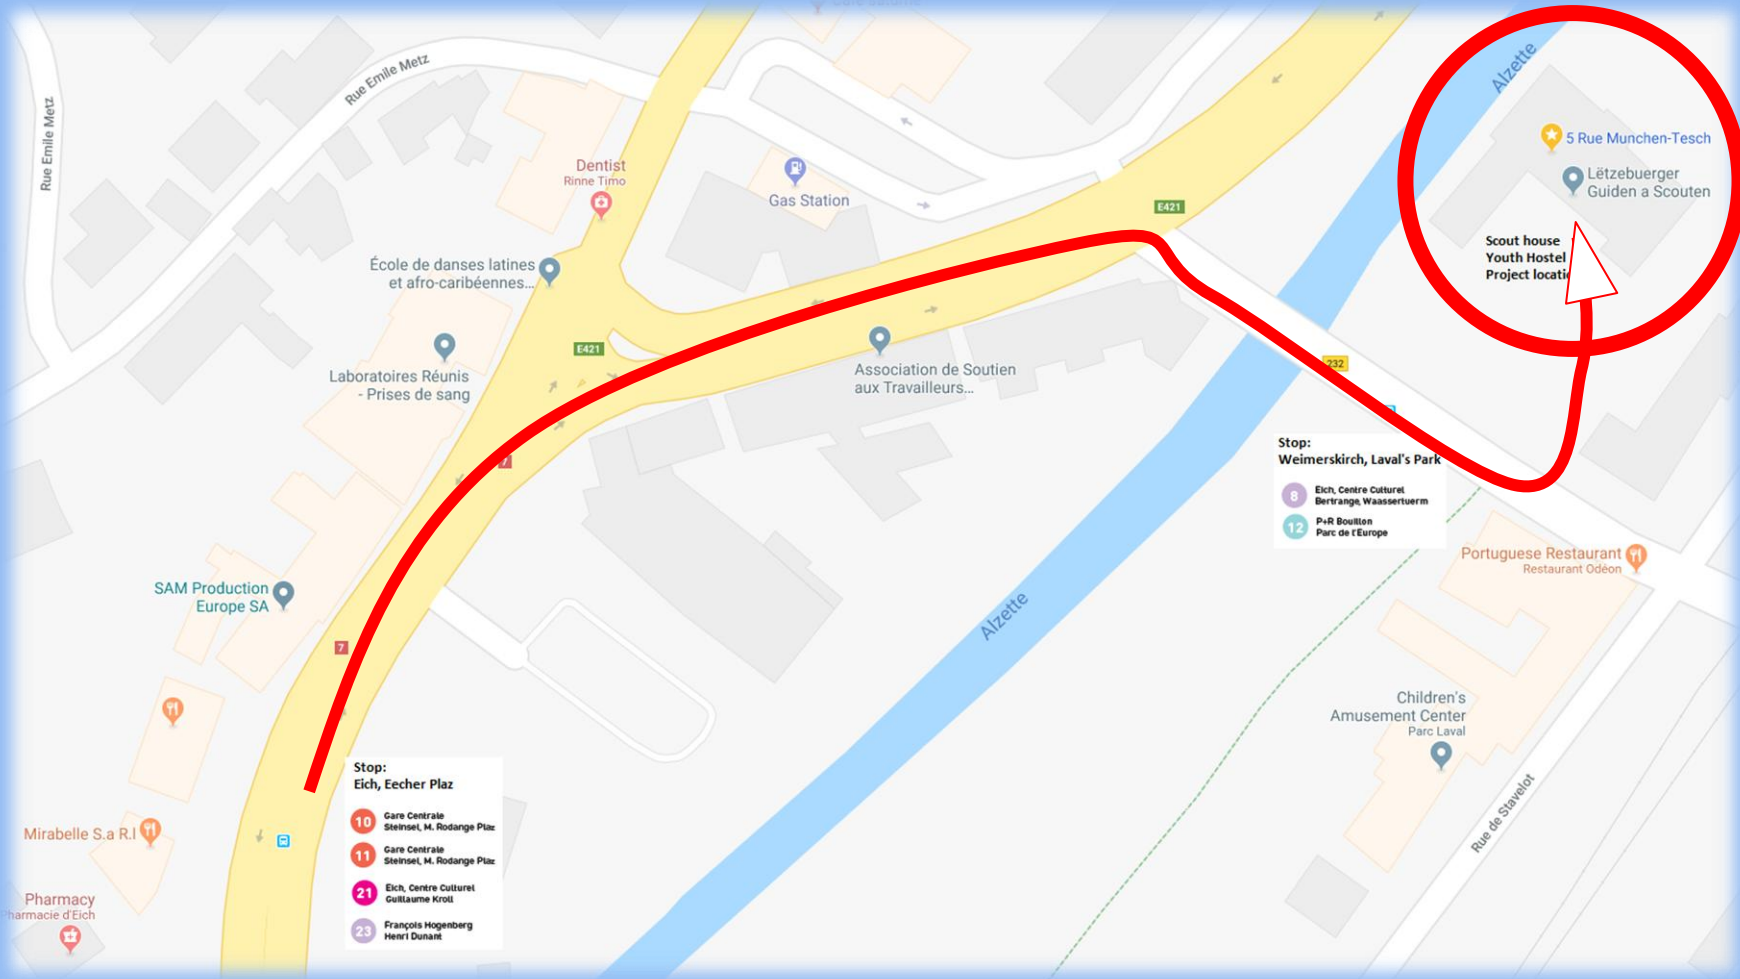 Alzette
Rue Emile Metz
Rue Emile Metz
5 Rue Munchen-Tesch
Dentist
Rinne Timo
Lëtzebuerger
Guiden a Scouten
Gas Station
E421
Scout house
Youth Hostel
Project
École de danses latines
et afro-caribéennes...
E421
Laboratoires Réunis
- Prises de sang
Association de Soutien
aux Travailleurs...
232
Stop:
Weimerskirch, Laval's Park
8
Eich, Centre Culturel
Bertrange, Waassertuerm
12
P+R Bouillon
Parc de l'Europe
7
Portuguese Restaurant
Restaurant Odéon
SAM Production
Europe SA
Alzette
7
Children's
Amusement Center
Parc Laval
Stop:
Eich, Eecher Plaz
10
Gare Centrale
Steinsel, M. Rodange Plaz
11
Gare Centrale
Steinsel, M. Rodange Plaz
21
Eich, Centre Culturel
Guillaume Kroll
23
François Hogenberg
Henri Dunant
Mirabelle S.a R.l
Rue de Stavelot
Pharmacy
Pharmacie d'Eich